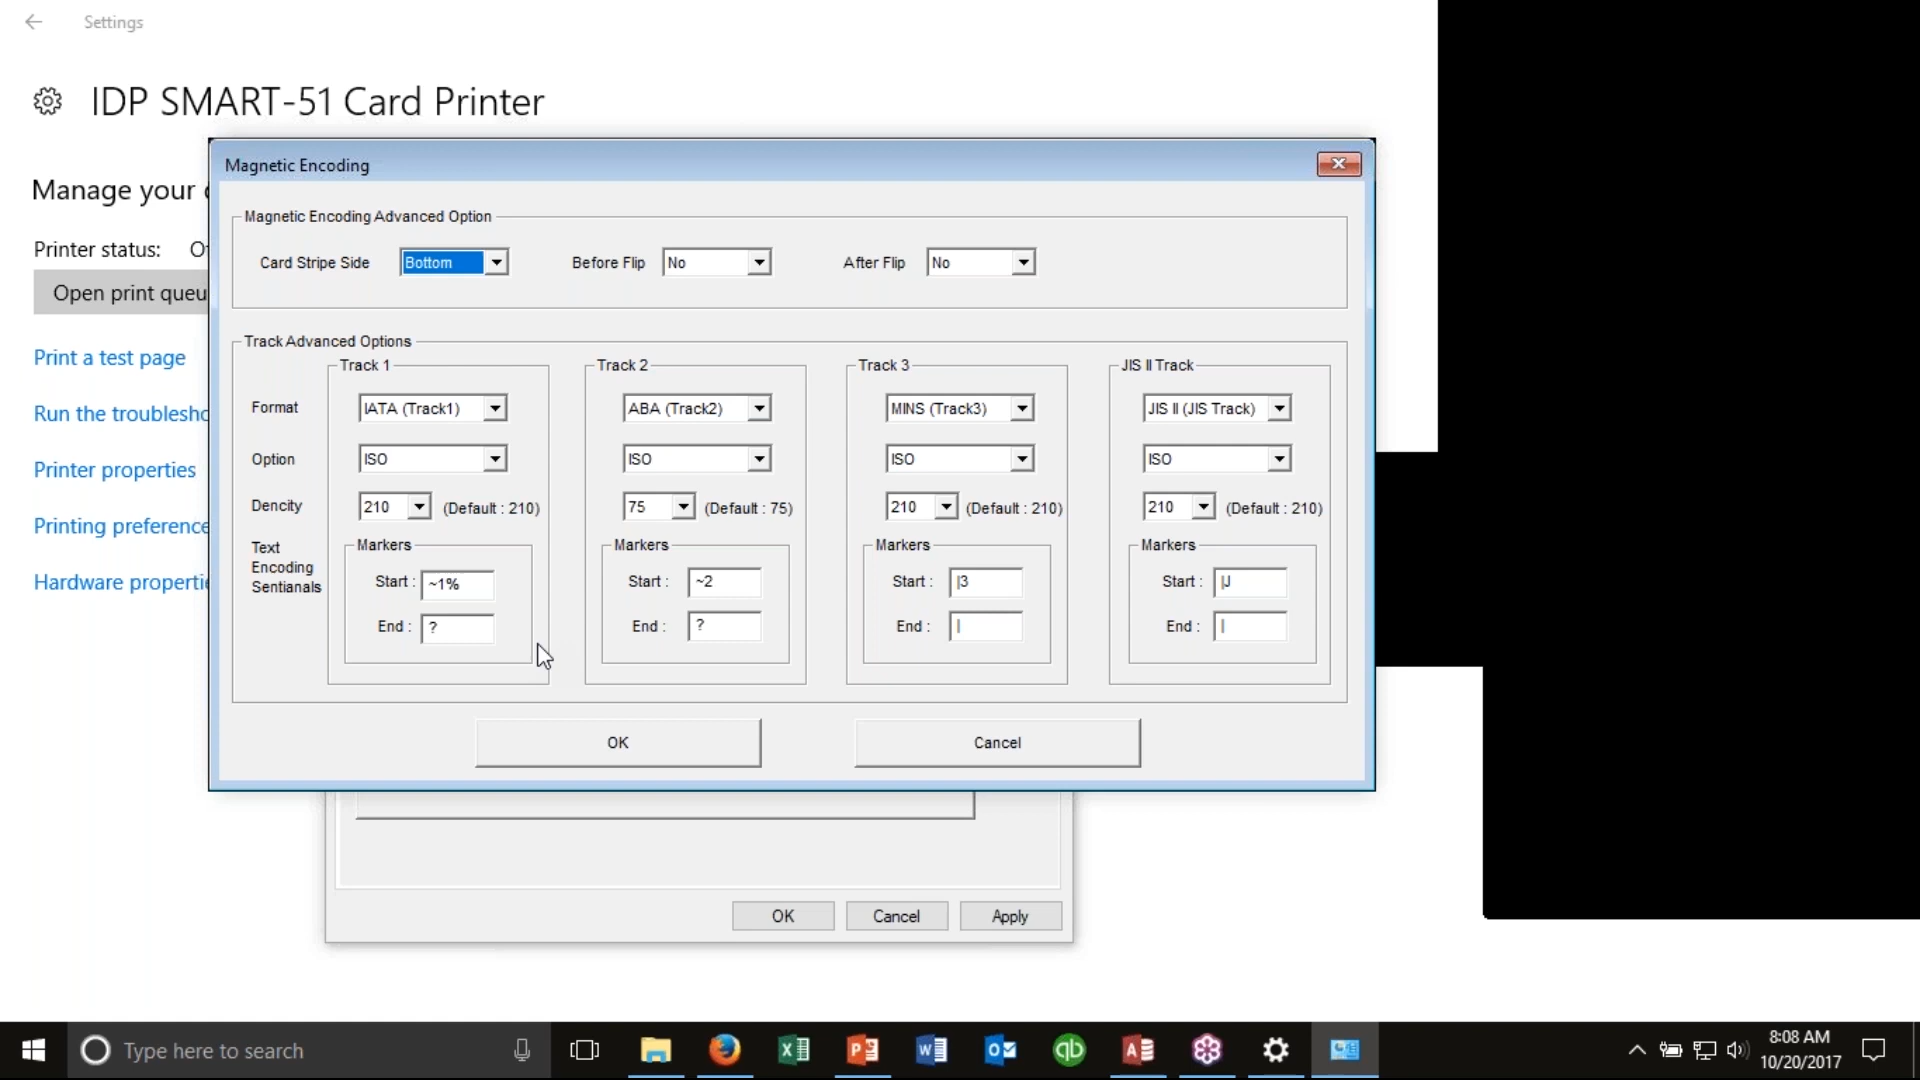 Settings
IDP SMART-51 Card Printer
Magnetic Encoding
Manage your
Magnetic Encoding Advanced Option
Printer status:
Card Stripe Side Bottom Before Flip No After Flip No
Open print queu
Track Advanced Options
Print a test page
Track 1 Track 2 Track 3 JIS II Track
Format IATA (Track1) ABA (Track2) MINS (Track3) JIS II (JIS Track)
Run the troublesho
Option ISO ISO ISO ISO
Printer properties
Dencity 210 (Default : 210) 75 (Default : 75) 210 (Default : 210) 210 (Default : 210)
Printing preference
Text Encoding Sentianals
Markers Markers Markers Markers
Start : ~1% Start : ~2 Start : |3 Start : |J
Hardware properti
End : ? End : ? End : | End : |
OK Cancel
OK Cancel Apply
Type here to search
8:08 AM
10/20/2017